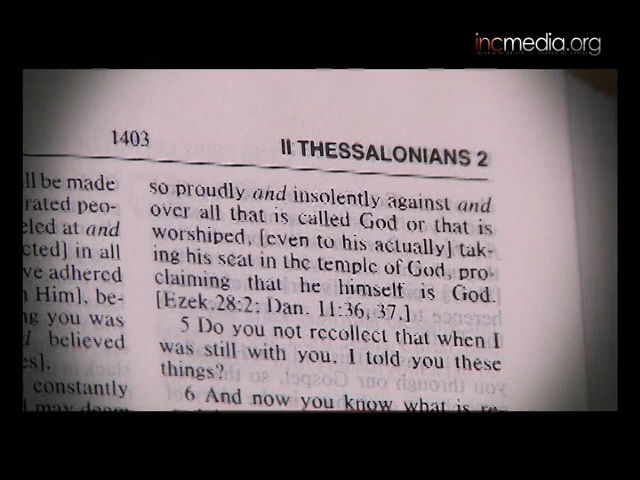 incmedia.org
1403
II THESSALONIANS 2
ll be made
rated peo-
eled at and
cted] in all
ve adhered
n Him], be-
ng you was
believed
es].
constantly
may doom
so proudly and insolently against and
over all that is called God or that is
worshiped, [even to his actually] tak-
ing his seat in the temple of God, pro-
claiming that he himself is God.
[Ezek.28:2; Dan. 11:36, 37.]
5 Do you not recollect that when I
was still with you, I told you these
things?
6 And now you know what is re-